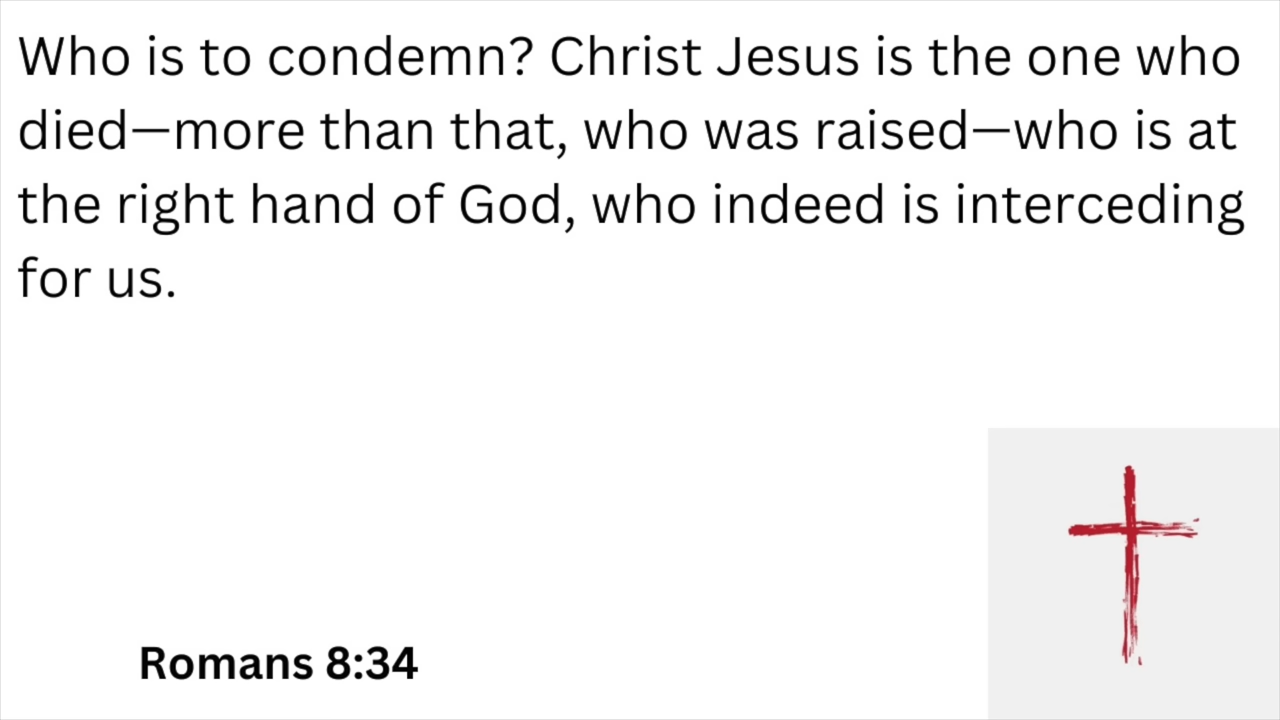 Who is to condemn? Christ Jesus is the one who
died—more than that, who was raised—who is at
the right hand of God, who indeed is interceding
for us.
Romans 8:34